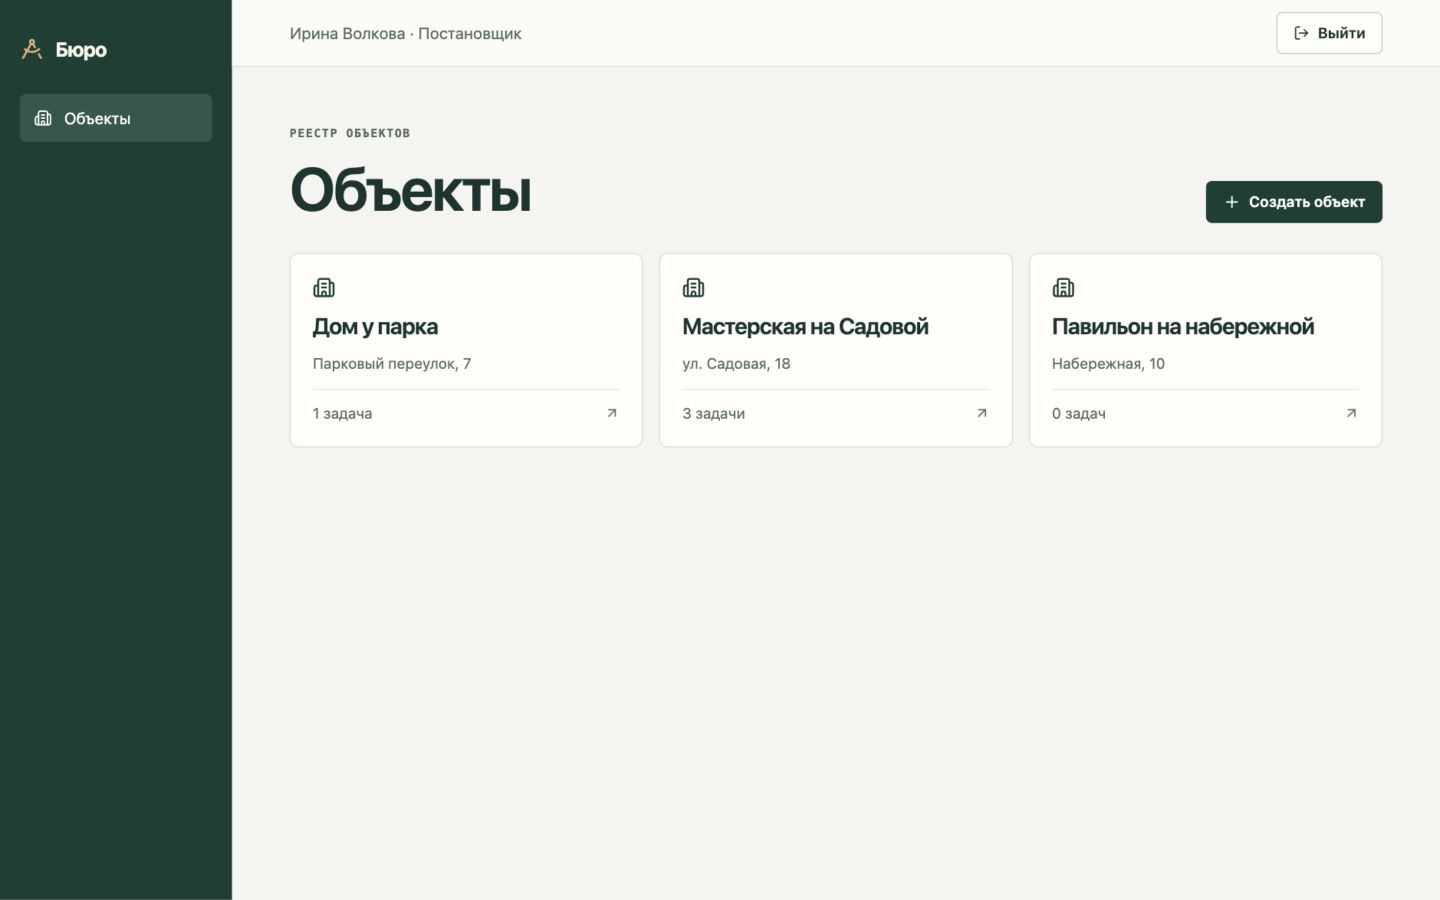 Бюро
Объекты
Ирина Волкова · Постановщик
Выйти
РЕЕСТР ОБЪЕКТОВ
Объекты
Создать объект
Дом у парка
Парковый переулок, 7
1 задача
Мастерская на Садовой
ул. Садовая, 18
3 задачи
Павильон на набережной
Набережная, 10
0 задач